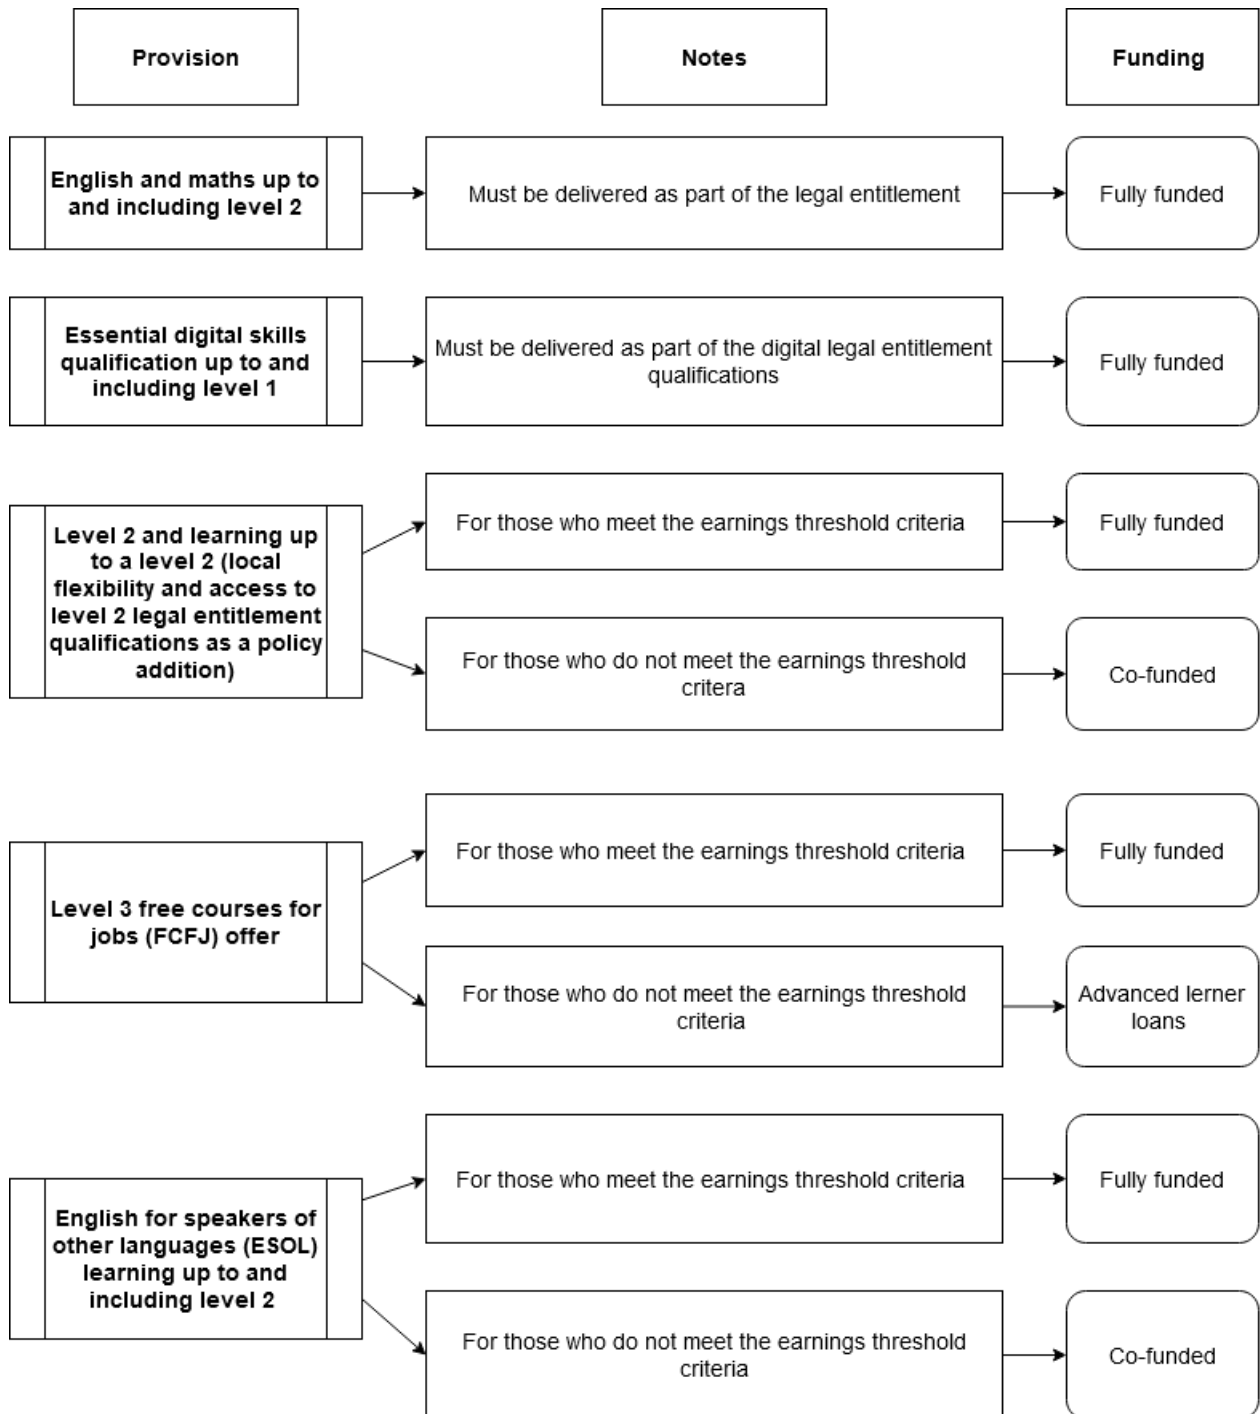 Provision
Notes
Funding
English and maths up to
and including level 2
Must be delivered as part of the legal entitlement
Fully funded
Essential digital skills
qualification up to and
including level 1
Must be delivered as part of the digital legal entitlement
qualifications
Fully funded
Level 2 and learning up
to a level 2 (local
flexibility and access to
level 2 legal entitlement
qualifications as a policy
addition)
For those who meet the earnings threshold criteria
Fully funded
For those who do not meet the earnings threshold
critera
Co-funded
Level 3 free courses for
jobs (FCFJ) offer
For those who meet the earnings threshold criteria
Fully funded
For those who do not meet the earnings threshold
criteria
Advanced lerner
loans
English for speakers of
other languages (ESOL)
learning up to and
including level 2
For those who meet the earnings threshold criteria
Fully funded
For those who do not meet the earnings threshold
criteria
Co-funded